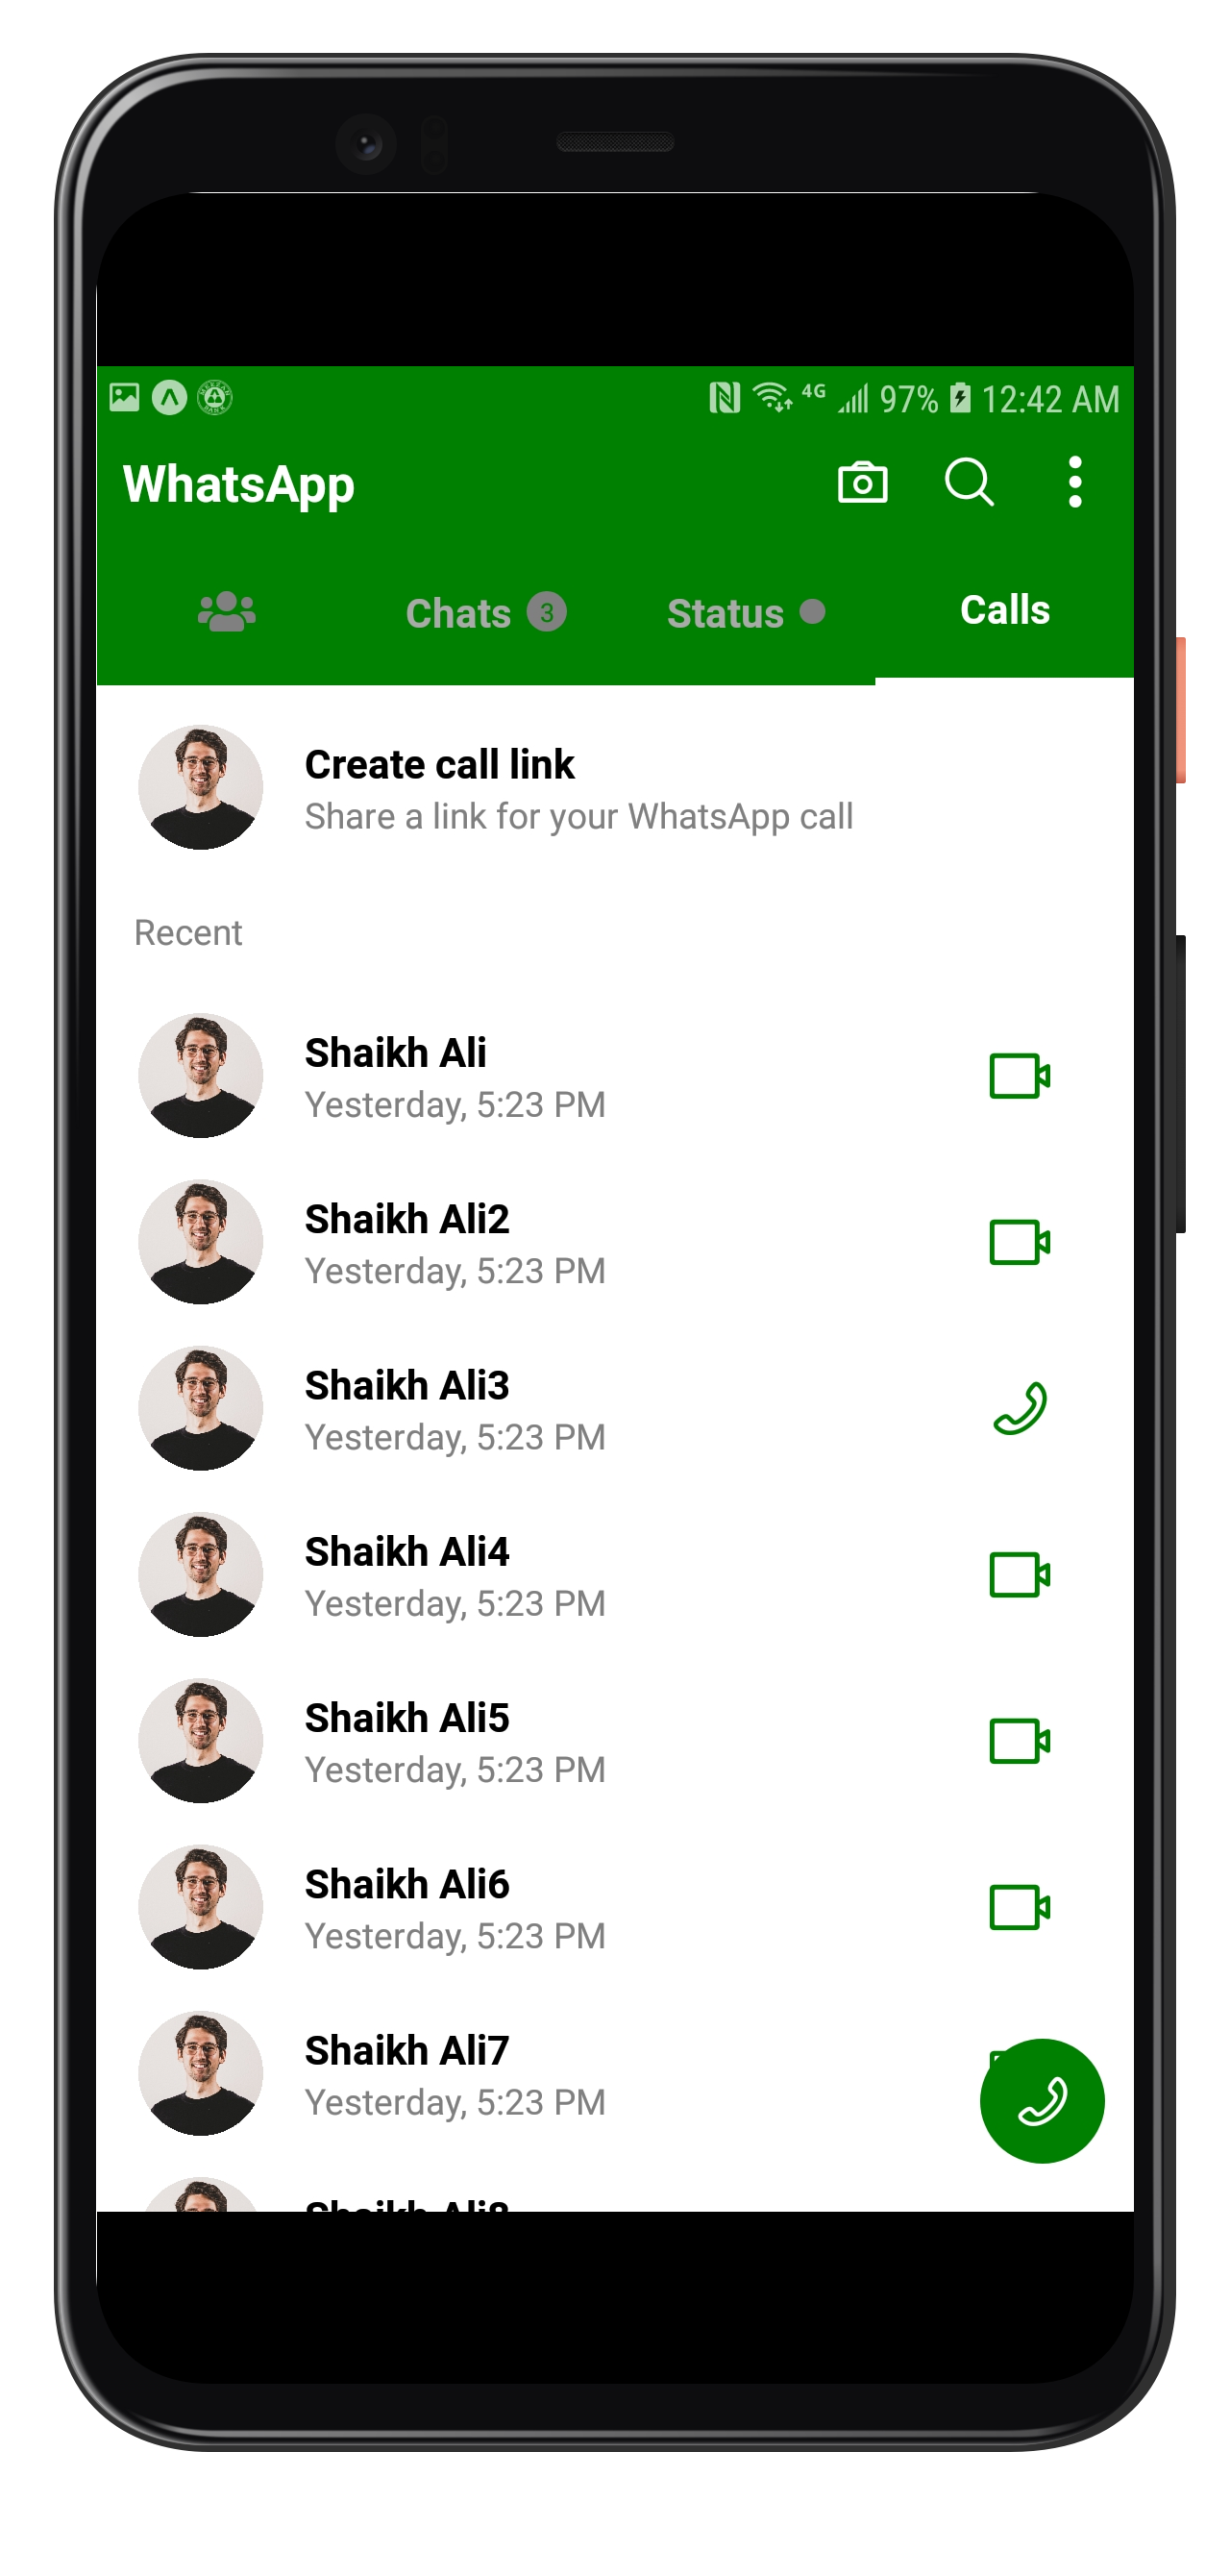 4G 97% 12:42 AM
WhatsApp
Chats 3 Status Calls
Create call link
Share a link for your WhatsApp call
Recent
Shaikh Ali
Yesterday, 5:23 PM
Shaikh Ali2
Yesterday, 5:23 PM
Shaikh Ali3
Yesterday, 5:23 PM
Shaikh Ali4
Yesterday, 5:23 PM
Shaikh Ali5
Yesterday, 5:23 PM
Shaikh Ali6
Yesterday, 5:23 PM
Shaikh Ali7
Yesterday, 5:23 PM
Shaikh Ali8